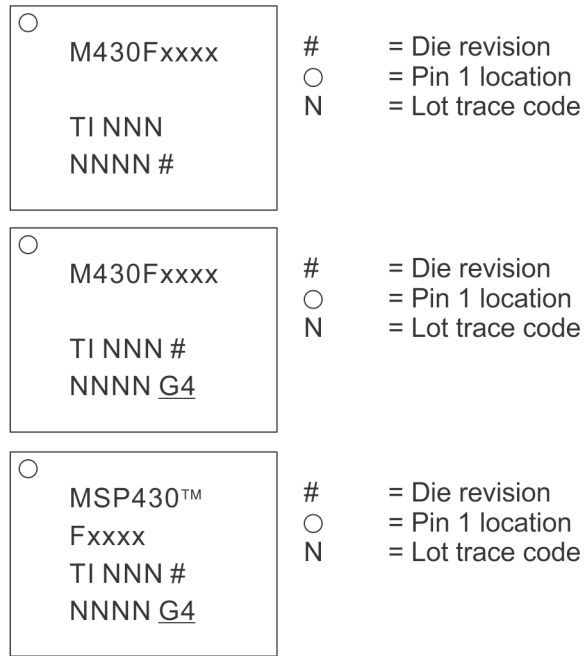 M430Fxxxx
TI NNN
NNNN #
# = Die revision
○ = Pin 1 location
N = Lot trace code
M430Fxxxx
TI NNN #
NNNN G4
# = Die revision
○ = Pin 1 location
N = Lot trace code
MSP430™
Fxxxx
TI NNN #
NNNN G4
# = Die revision
○ = Pin 1 location
N = Lot trace code